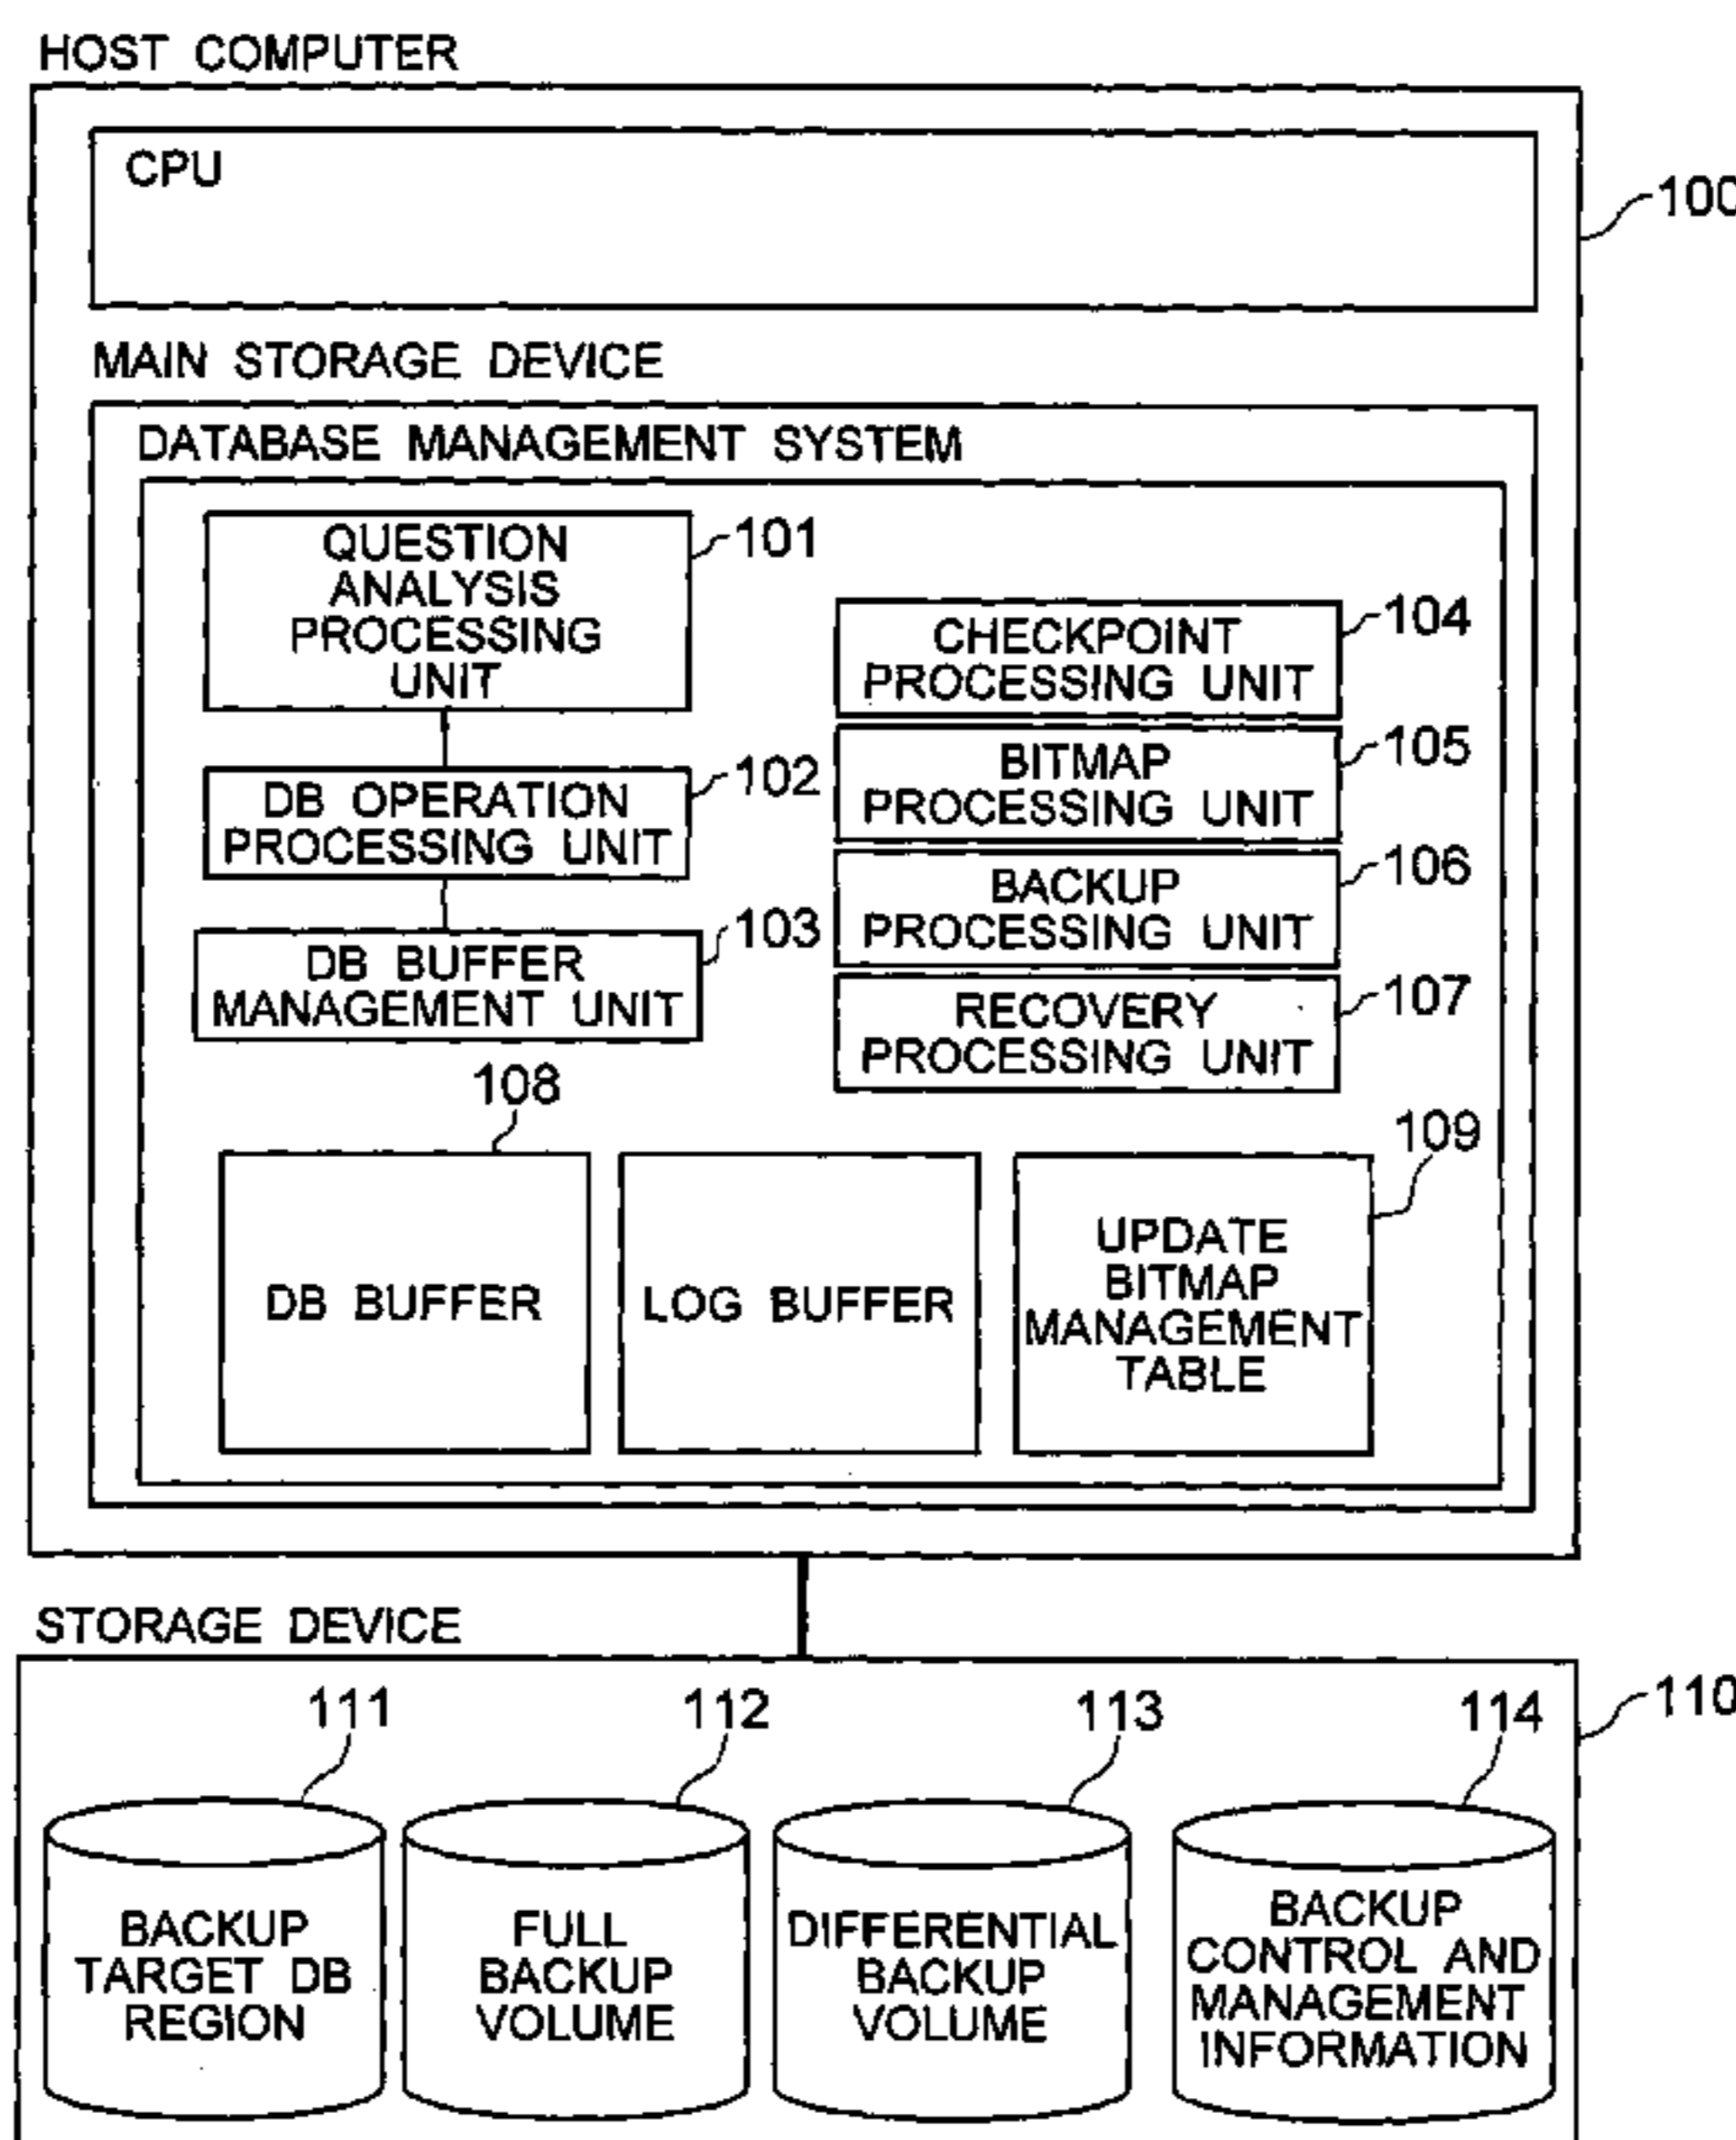 HOST COMPUTER
CPU
100
MAIN STORAGE DEVICE
DATABASE MANAGEMENT SYSTEM
QUESTION
ANALYSIS
PROCESSING
UNIT
101
DB OPERATION
PROCESSING UNIT
102
DB BUFFER
MANAGEMENT UNIT
103
CHECKPOINT
PROCESSING UNIT
104
BITMAP
PROCESSING UNIT
105
BACKUP
PROCESSING UNIT
106
RECOVERY
PROCESSING UNIT
107
108
DB BUFFER
LOG BUFFER
109
UPDATE
BITMAP
MANAGEMENT
TABLE
STORAGE DEVICE
110
111
BACKUP
TARGET DB
REGION
112
FULL
BACKUP
VOLUME
113
DIFFERENTIAL
BACKUP
VOLUME
114
BACKUP
CONTROL AND
MANAGEMENT
INFORMATION